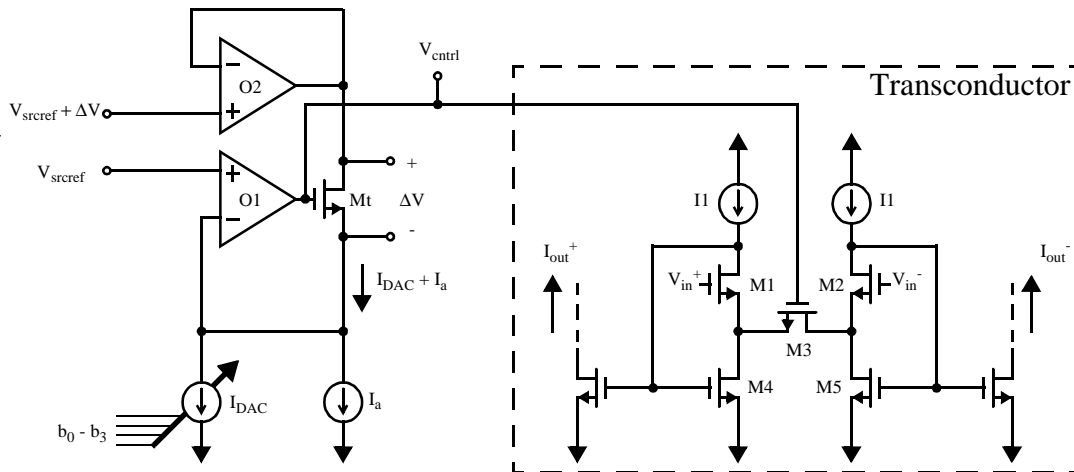 V_cntrl
Transconductor
−
O2
+
V_srcref + ΔV
V_srcref
+
O1
−
Mt
+
ΔV
-
I1
I1
I_out^+
I_out^-
V_in^+
M1
M2
V_in^-
I_DAC + I_a
M3
M4
M5
I_DAC
I_a
b_0 - b_3